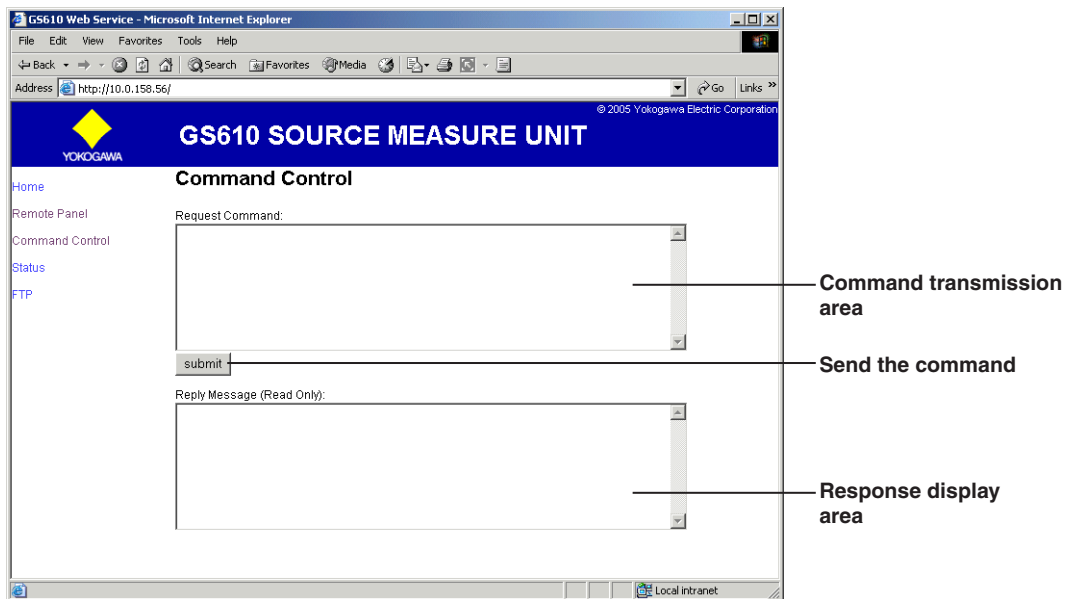 GS610 Web Service - Microsoft Internet Explorer
File Edit View Favorites Tools Help
Back Search Favorites Media
Address http://10.0.158.56/ Go Links »
© 2005 Yokogawa Electric Corporation
YOKOGAWA
GS610 SOURCE MEASURE UNIT
Home
Remote Panel
Command Control
Status
FTP
Command Control
Request Command:
submit
Reply Message (Read Only):
Local intranet
Command transmission
area
Send the command
Response display
area